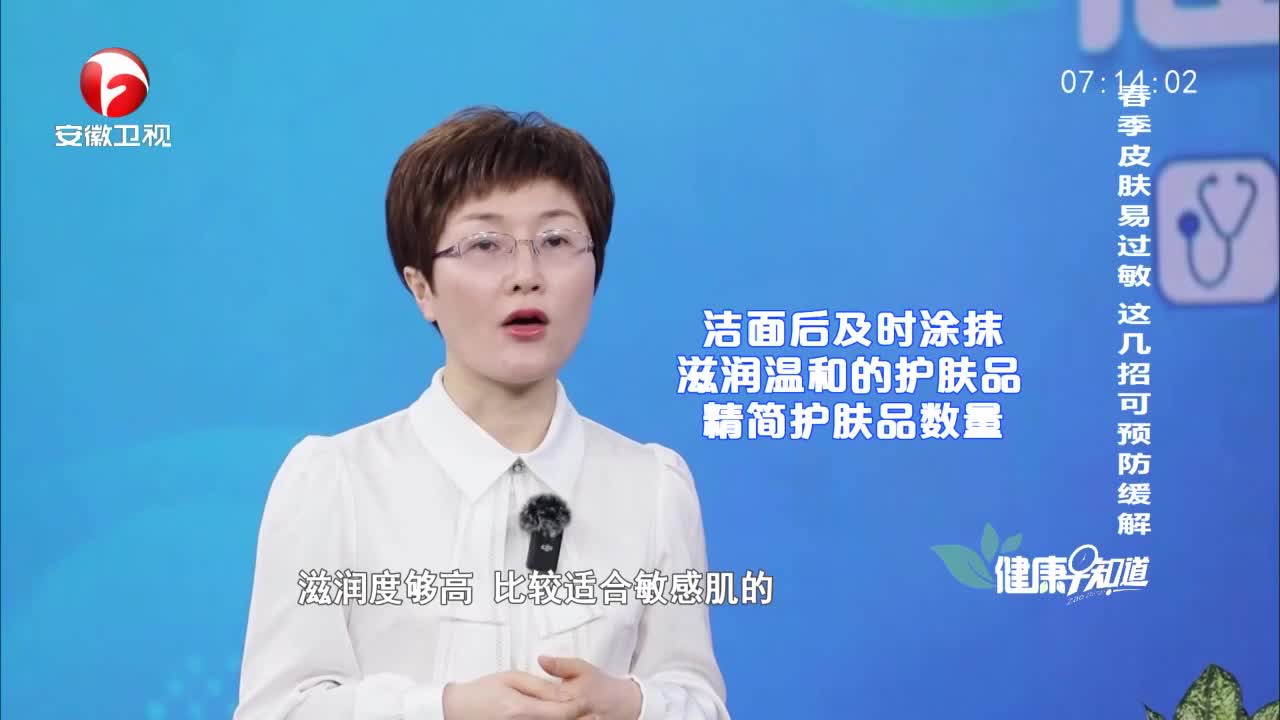 安徽卫视
07:14:02
春季皮肤易过敏 这几招可预防缓解
洁面后及时涂抹
滋润温和的护肤品
精简护肤品数量
健康早知道
滋润度够高 比较适合敏感肌的